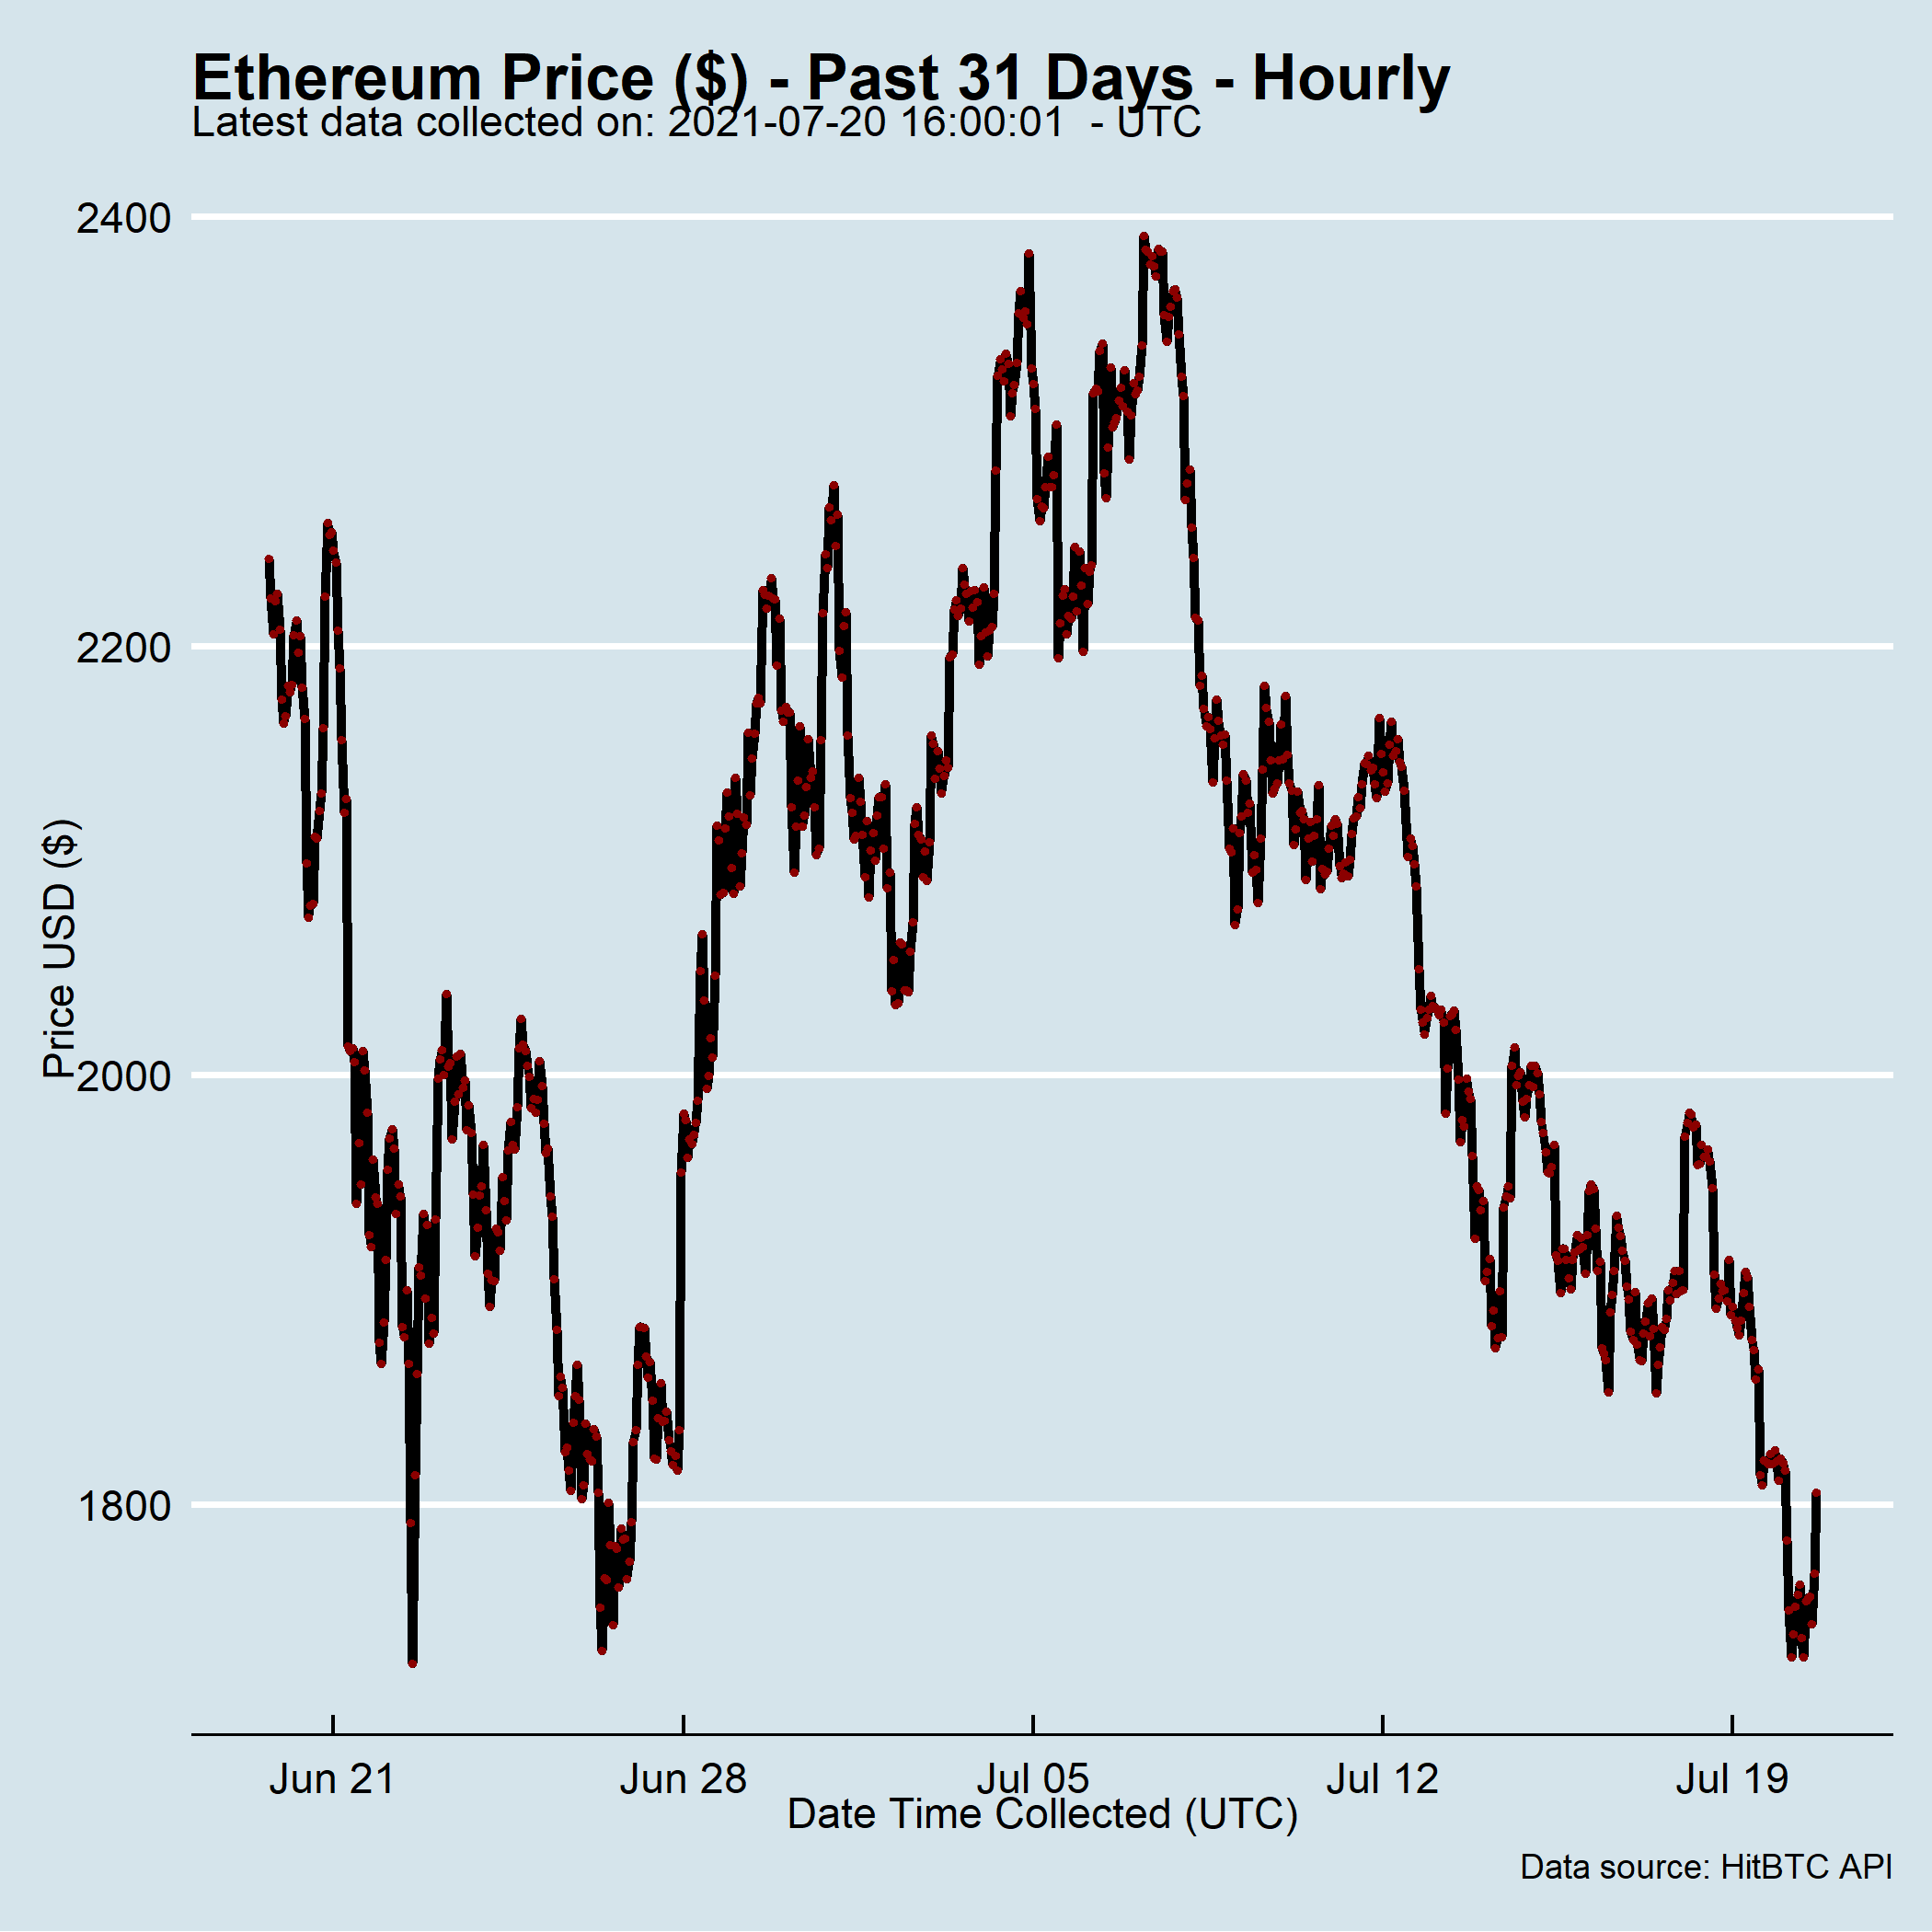 Ethereum Price ($) - Past 31 Days - Hourly
Latest data collected on: 2021-07-20 16:00:01  - UTC
2400
2200
2000
1800
Price USD ($)
Jun 21
Jun 28
Jul 05
Jul 12
Jul 19
Date Time Collected (UTC)
Data source: HitBTC API